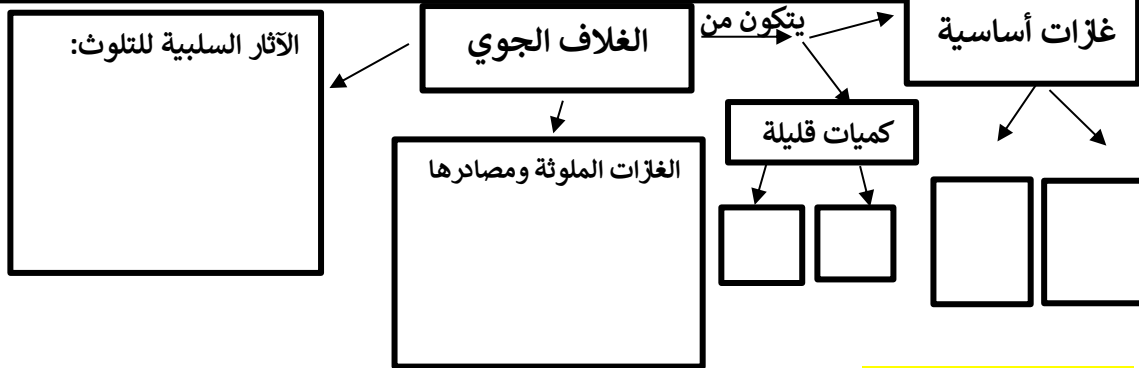 غازات أساسية
يتكون من
الغلاف الجوي
الآثار السلبية للتلوث:
كميات قليلة
الغازات الملوثة ومصادرها